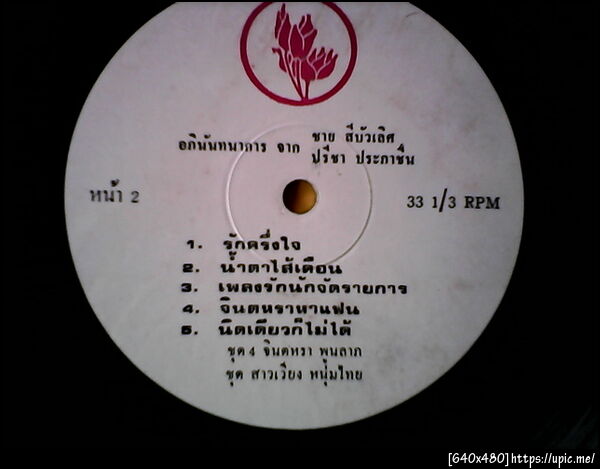 ชาย สีบัวเลิศ
อภินันทนาการ จาก
ปรีชา ประภาชื่น
หน้า 2
33 1/3 RPM
1. รักครึ่งใจ
2. น้ำตาไส้เดือน
3. เพลงรักนักจัดรายการ
4. จินตหราหาแฟน
5. นิดเดียวก็ไม่ได้
ชุด 4 จินตหรา พูนลาภ
ชุด สาวเวียง หนุ่มไทย
[640x480]https://upic.me/